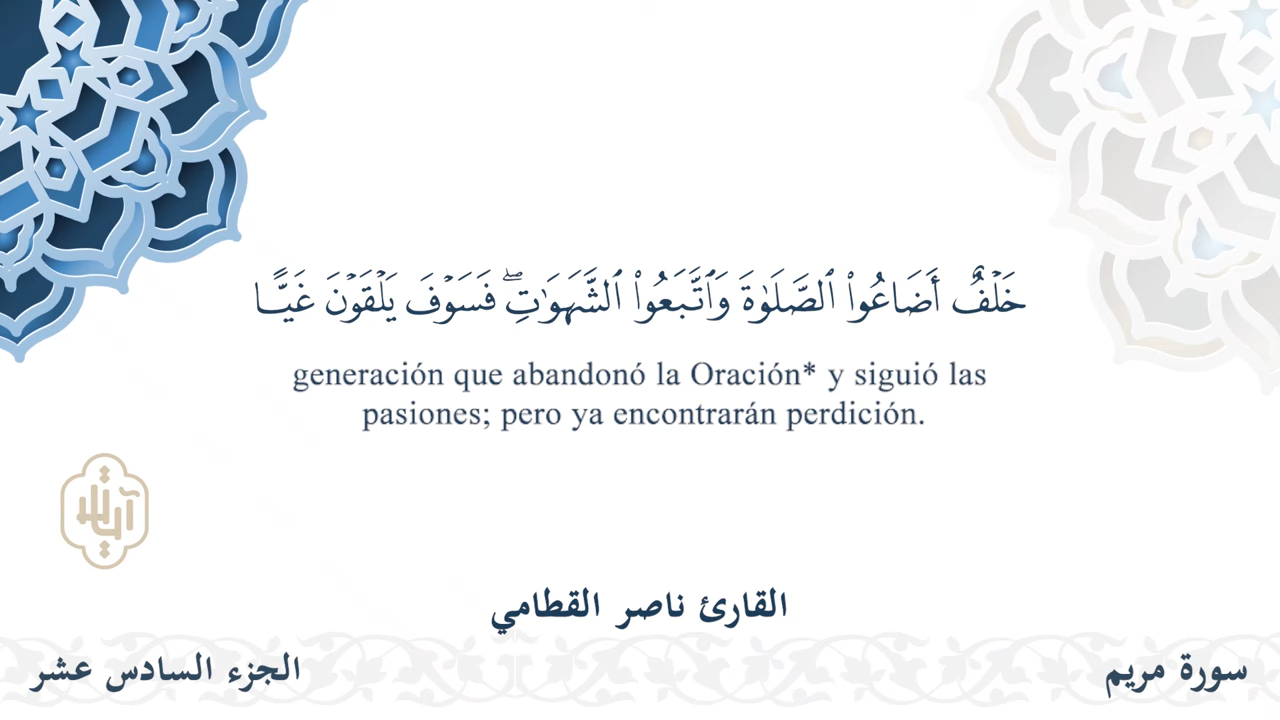 خَلْفٌ أَضَاعُوا۟ ٱلصَّلَوٰةَ وَٱتَّبَعُوا۟ ٱلشَّهَوَٰتِۖ فَسَوْفَ يَلْقَوْنَ غَيًّا
generación que abandonó la Oración* y siguió las
pasiones; pero ya encontrarán perdición.
القارئ ناصر القطامي
سورة مريم
الجزء السادس عشر